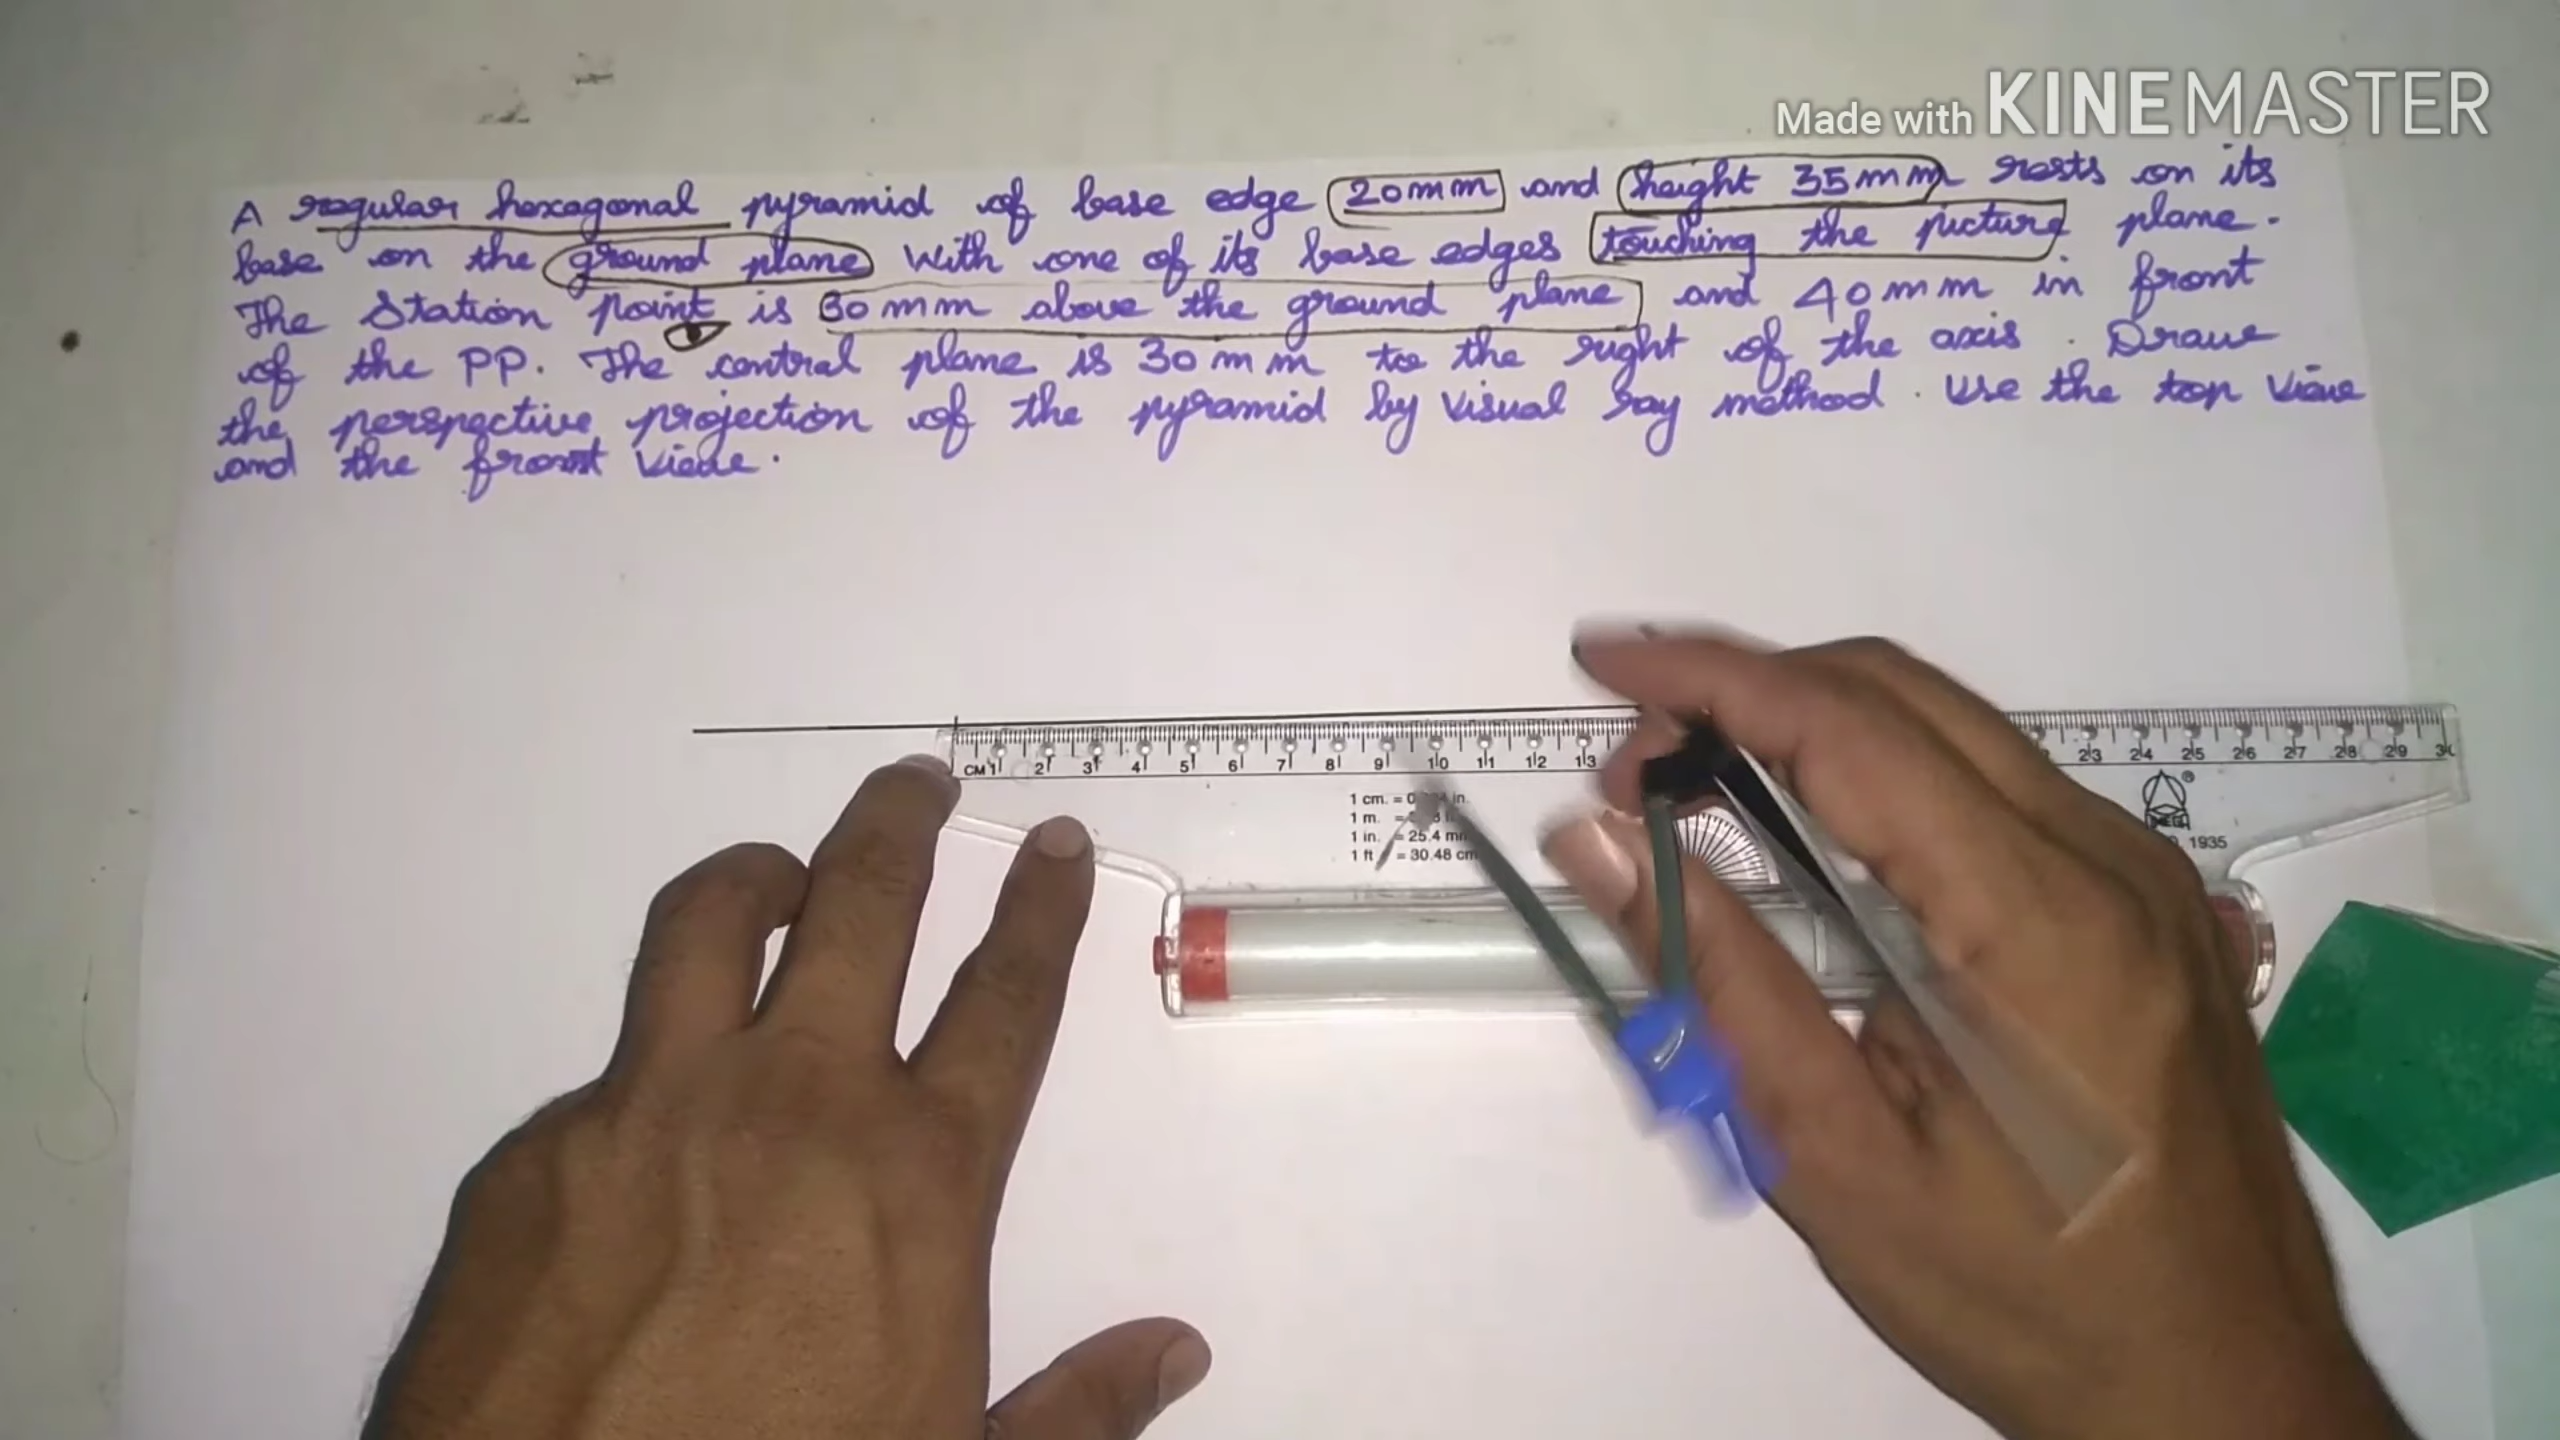 Made with KINEMASTER
A regular hexagonal pyramid of base edge 20mm and height 35mm rests on its
base on the ground plane with one of its base edges touching the picture plane.
The Station point is 30mm above the ground plane and 40mm in front
of the PP. The central plane is 30mm to the right of the axis. Draw
the perspective projection of the pyramid by visual ray method. Use the top view
and the front view.
CM 1 2 3 4 5 6 7 8 9 10 11 12 13 23 24 25 26 27 28 29
1 cm. = in.
1 m. =
1 in. = 25.4
1 ft = 30.48 cm
1935